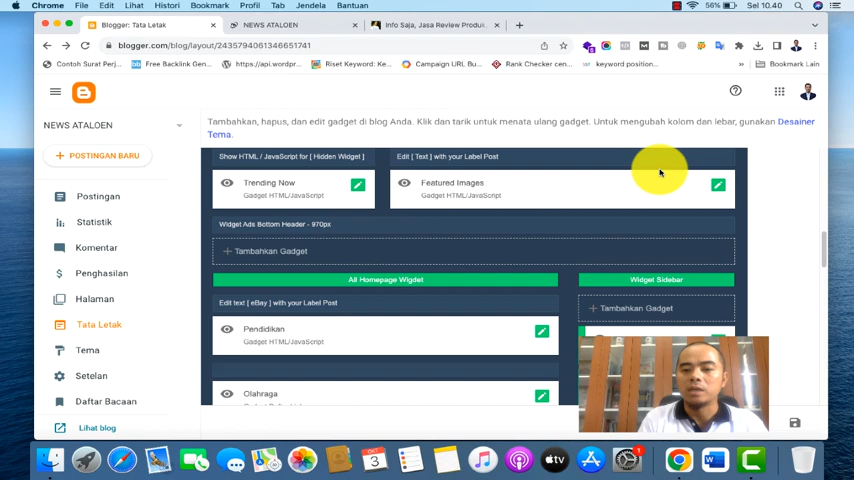 Chrome File Edit Lihat Histori Bookmark Profil Tab Jendela Bantuan
56% Sel 10.40
Blogger: Tata Letak
NEWS ATALOEN
Info Saja, Jasa Review Produk
blogger.com/blog/layout/2435794061346651741
Contoh Surat Perj...
Free Backlink Gen...
https://api.wordpr...
Riset Keyword: Ke...
Campaign URL Bu...
Rank Checker cen...
keyword position...
Bookmark Lain
NEWS ATALOEN
POSTINGAN BARU
Postingan
Statistik
Komentar
Penghasilan
Halaman
Tata Letak
Tema
Setelan
Daftar Bacaan
Lihat blog
Tambahkan, hapus, dan edit gadget di blog Anda. Klik dan tarik untuk menata ulang gadget. Untuk mengubah kolom dan lebar, gunakan Desainer
Tema.
Show HTML / JavaScript for [ Hidden Widget ]
Edit [ Text ] with your Label Post
Trending Now
Gadget HTML/JavaScript
Featured Images
Gadget HTML/JavaScript
Widget Ads Bottom Header - 970px
Tambahkan Gadget
All Homepage Wigdet
Widget Sidebar
Edit text [ eBay ] with your Label Post
Tambahkan Gadget
Pendidikan
Gadget HTML/JavaScript
Olahraga
OKT
3
tv
1
W
C